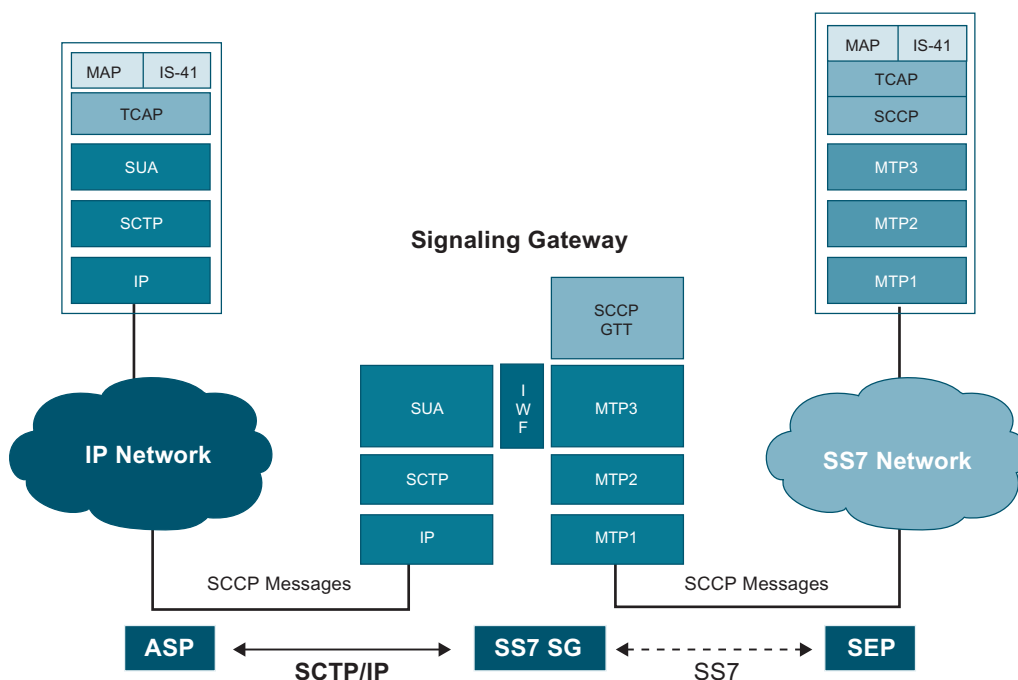 MAP
IS-41
TCAP
SUA
SCTP
IP
MAP
IS-41
TCAP
SCCP
MTP3
MTP2
MTP1
Signaling Gateway
SCCP
GTT
SUA
I
W
F
MTP3
SCTP
MTP2
IP
MTP1
IP Network
SS7 Network
SCCP Messages
SCCP Messages
ASP
SCTP/IP
SS7 SG
SS7
SEP